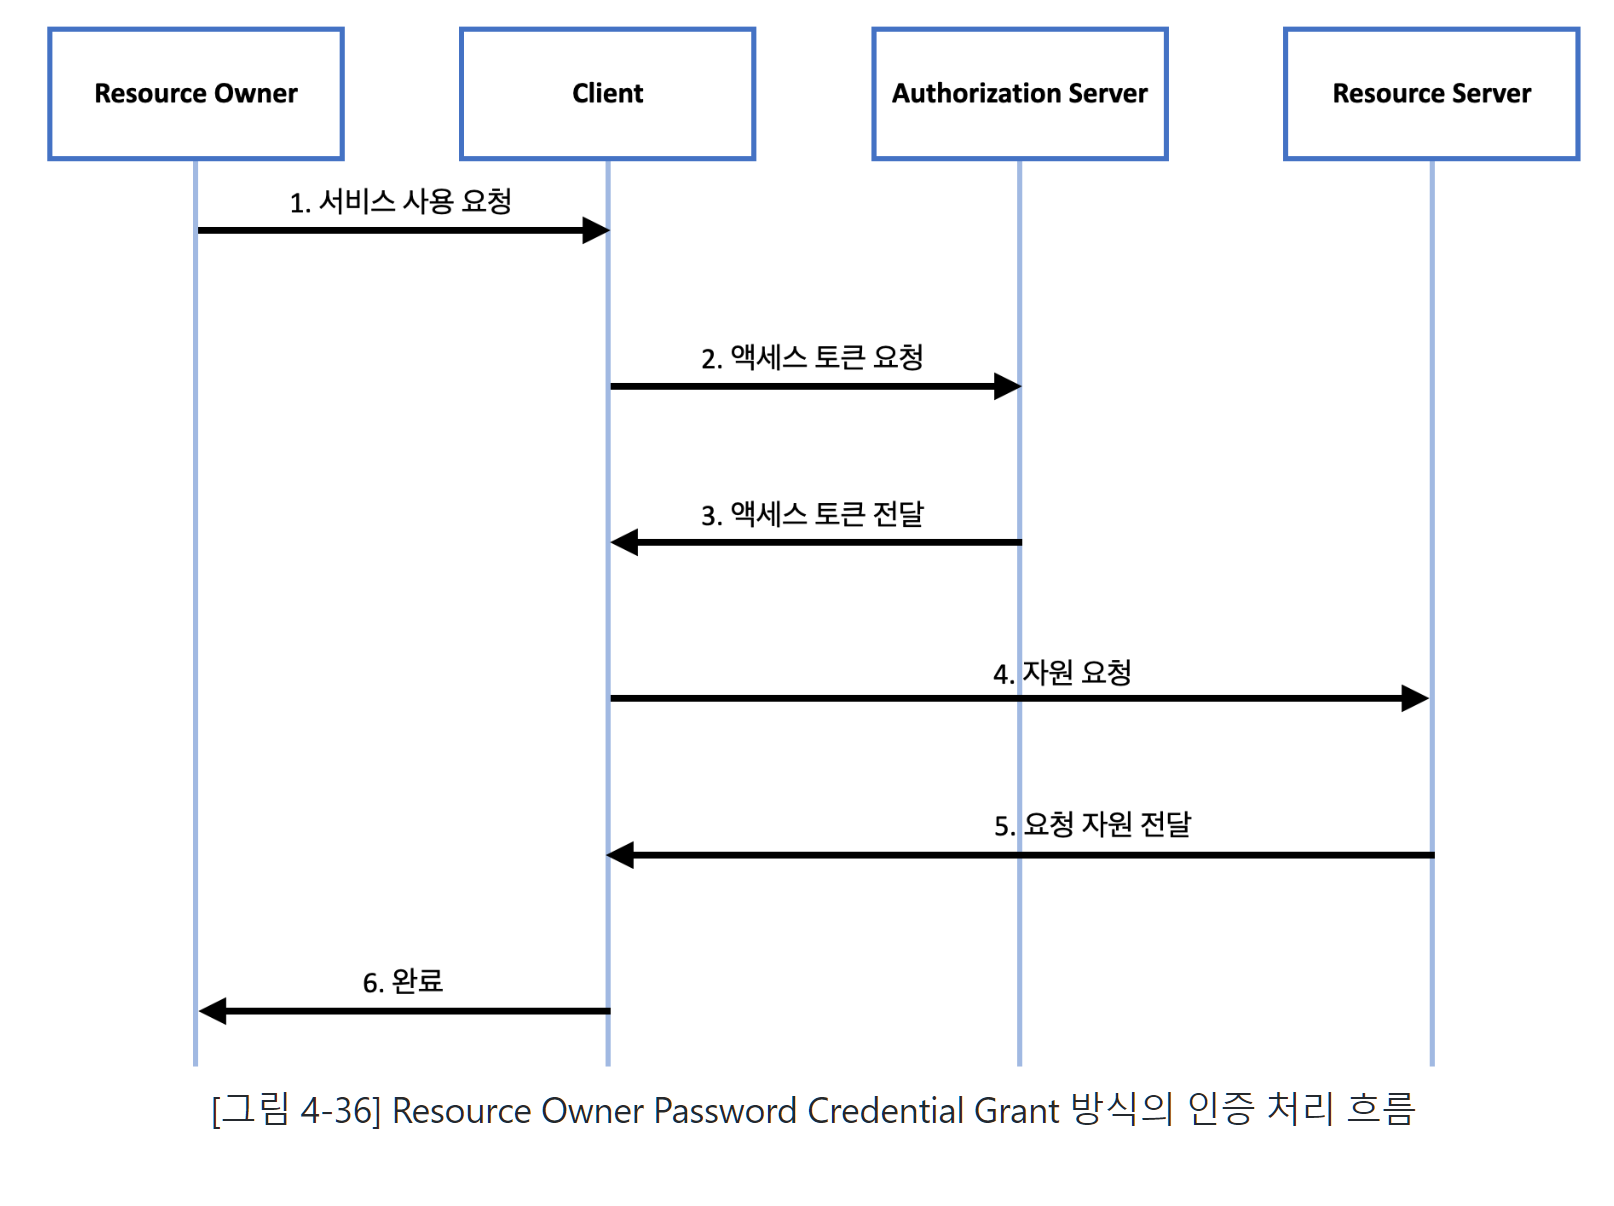 Resource Owner
Client
Authorization Server
Resource Server
1. 서비스 사용 요청
2. 액세스 토큰 요청
3. 액세스 토큰 전달
4. 자원 요청
5. 요청 자원 전달
6. 완료
[그림 4-36] Resource Owner Password Credential Grant 방식의 인증 처리 흐름